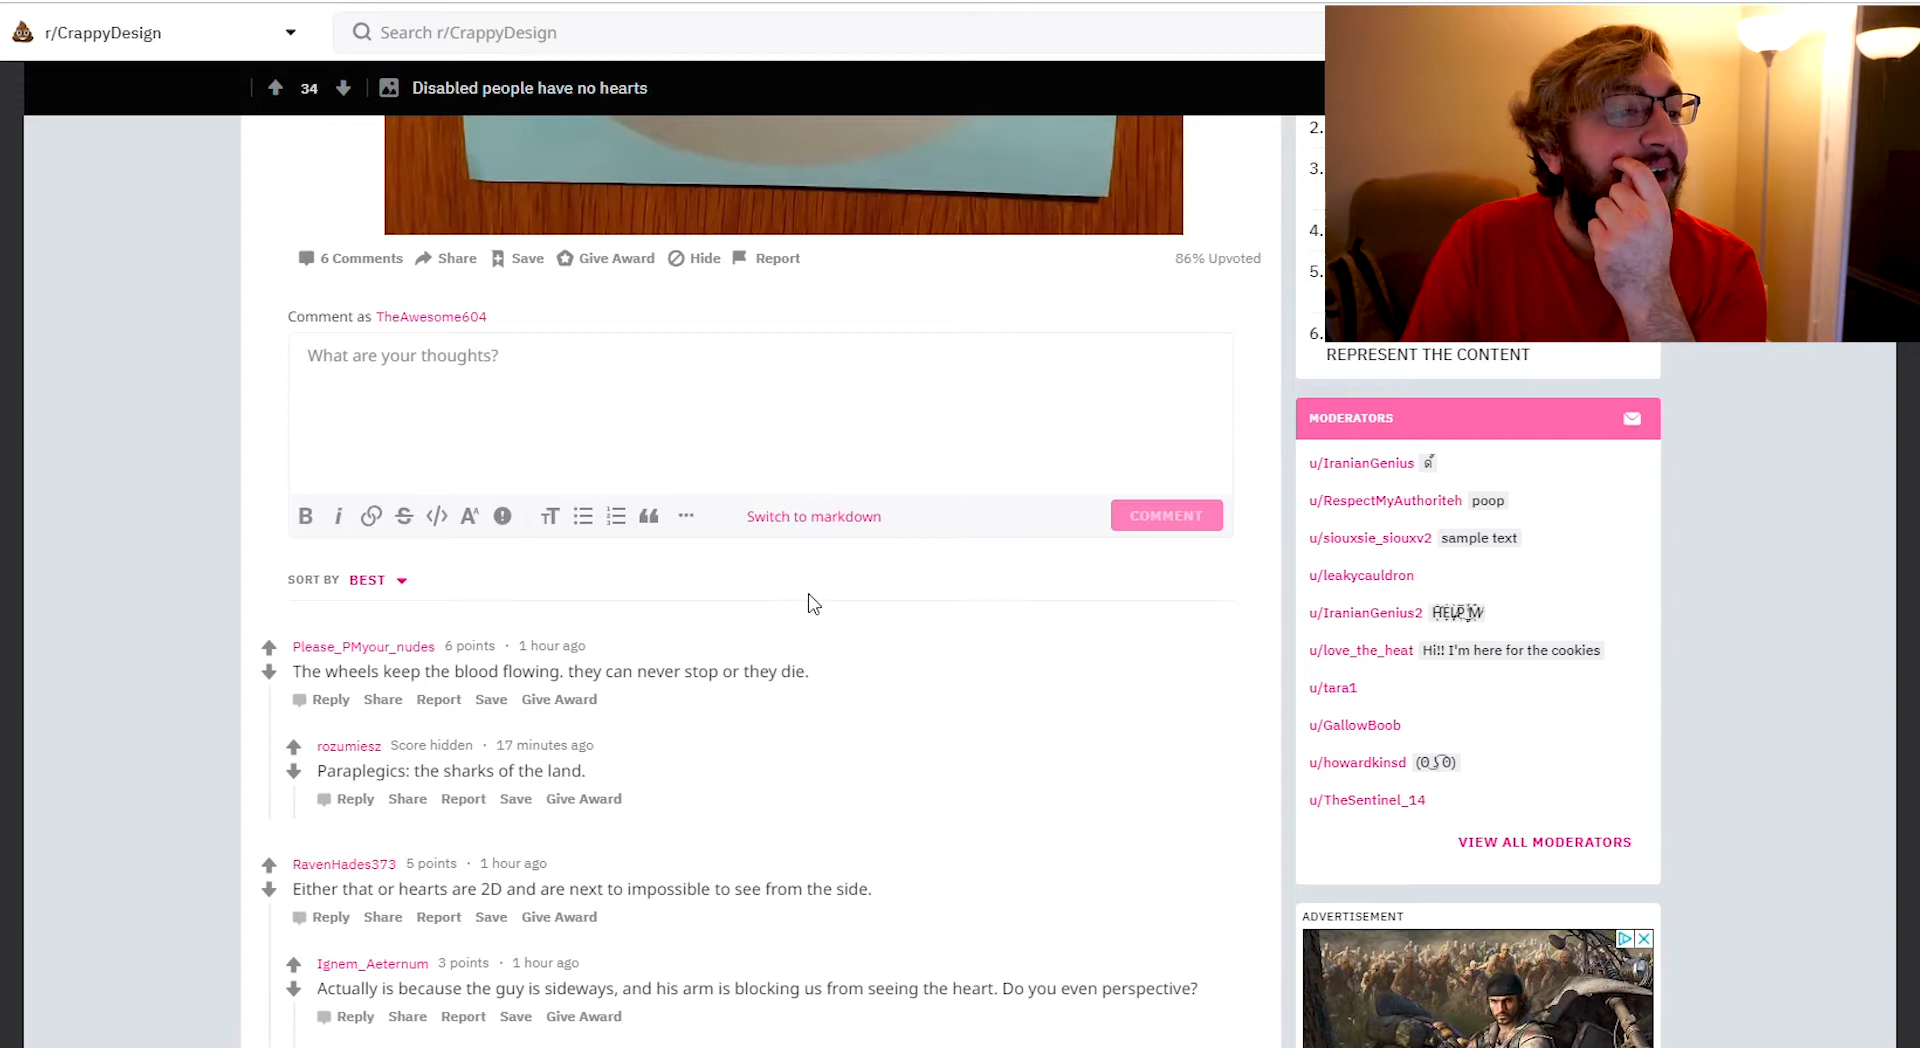 r/CrappyDesign
Search r/CrappyDesign
34
Disabled people have no hearts
2.
3.
4.
5.
6.
REPRESENT THE CONTENT
6 Comments Share Save Give Award Hide Report
86% Upvoted
Comment as TheAwesome604
What are your thoughts?
Switch to markdown
COMMENT
SORT BY BEST
Please_PMyour_nudes 6 points · 1 hour ago
The wheels keep the blood flowing. they can never stop or they die.
Reply Share Report Save Give Award
rozumiesz Score hidden · 17 minutes ago
Paraplegics: the sharks of the land.
Reply Share Report Save Give Award
RavenHades373 5 points · 1 hour ago
Either that or hearts are 2D and are next to impossible to see from the side.
Reply Share Report Save Give Award
Ignem_Aeternum 3 points · 1 hour ago
Actually is because the guy is sideways, and his arm is blocking us from seeing the heart. Do you even perspective?
Reply Share Report Save Give Award
MODERATORS
u/IranianGenius
u/RespectMyAuthoriteh poop
u/siouxsie_siouxv2 sample text
u/leakycauldron
u/IranianGenius2 HELP M
u/love_the_heat Hi!! I'm here for the cookies
u/tara1
u/GallowBoob
u/howardkinsd
u/TheSentinel_14
VIEW ALL MODERATORS
ADVERTISEMENT